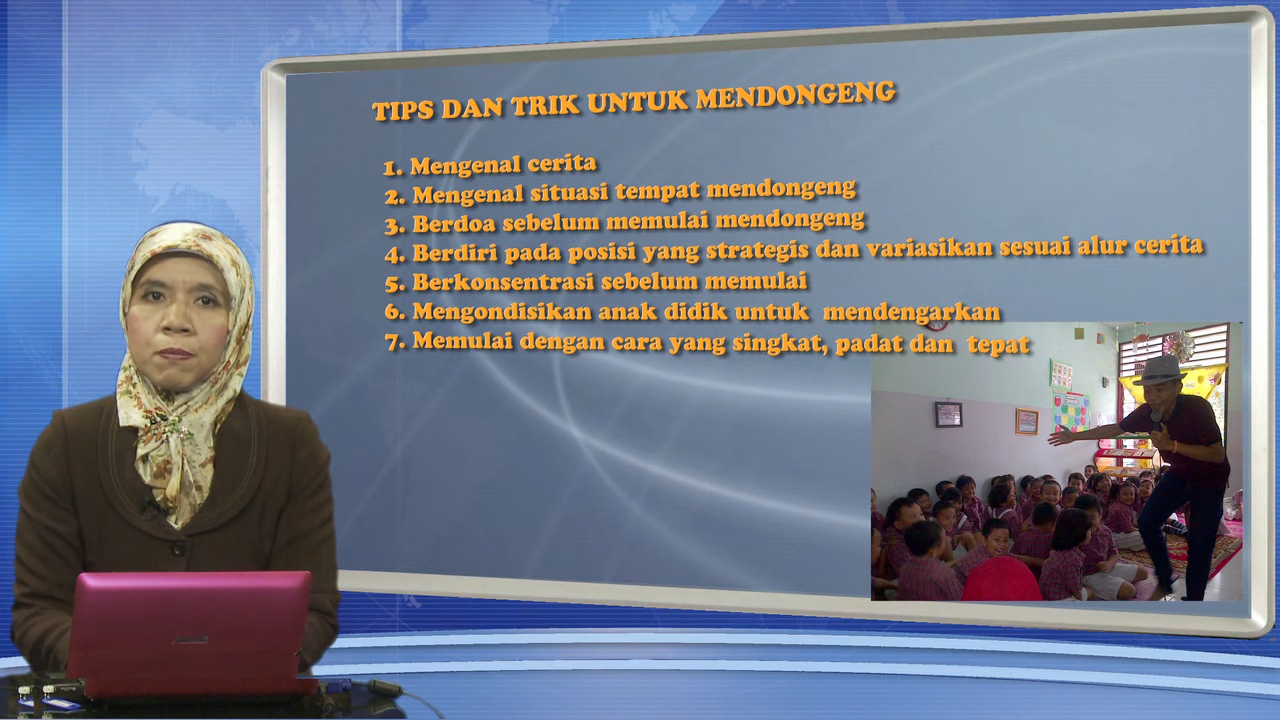 TIPS DAN TRIK UNTUK MENDONGENG
1. Mengenal cerita
2. Mengenal situasi tempat mendongeng
3. Berdoa sebelum memulai mendongeng
4. Berdiri pada posisi yang strategis dan variasikan sesuai alur cerita
5. Berkonsentrasi sebelum memulai
6. Mengondisikan anak didik untuk  mendengarkan
7. Memulai dengan cara yang singkat, padat dan  tepat